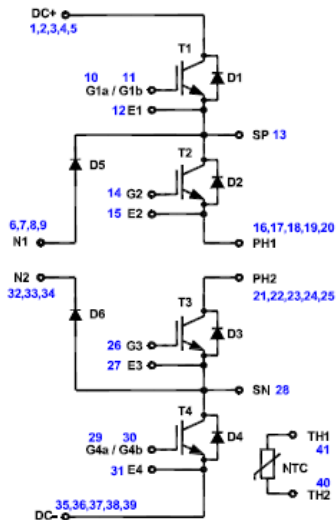 DC+
1,2,3,4,5
T1
10 11
G1a / G1b
D1
12 E1
SP 13
T2
D5
14 G2
D2
15 E2
6,7,8,9
16,17,18,19,20
N1
PH1
N2
PH2
32,33,34
21,22,23,24,25
T3
D6
26 G3
D3
27 E3
SN 28
T4
29 30
G4a / G4b
D4
31 E4
TH1
41
NTC
40
TH2
35,36,37,38,39
DC-